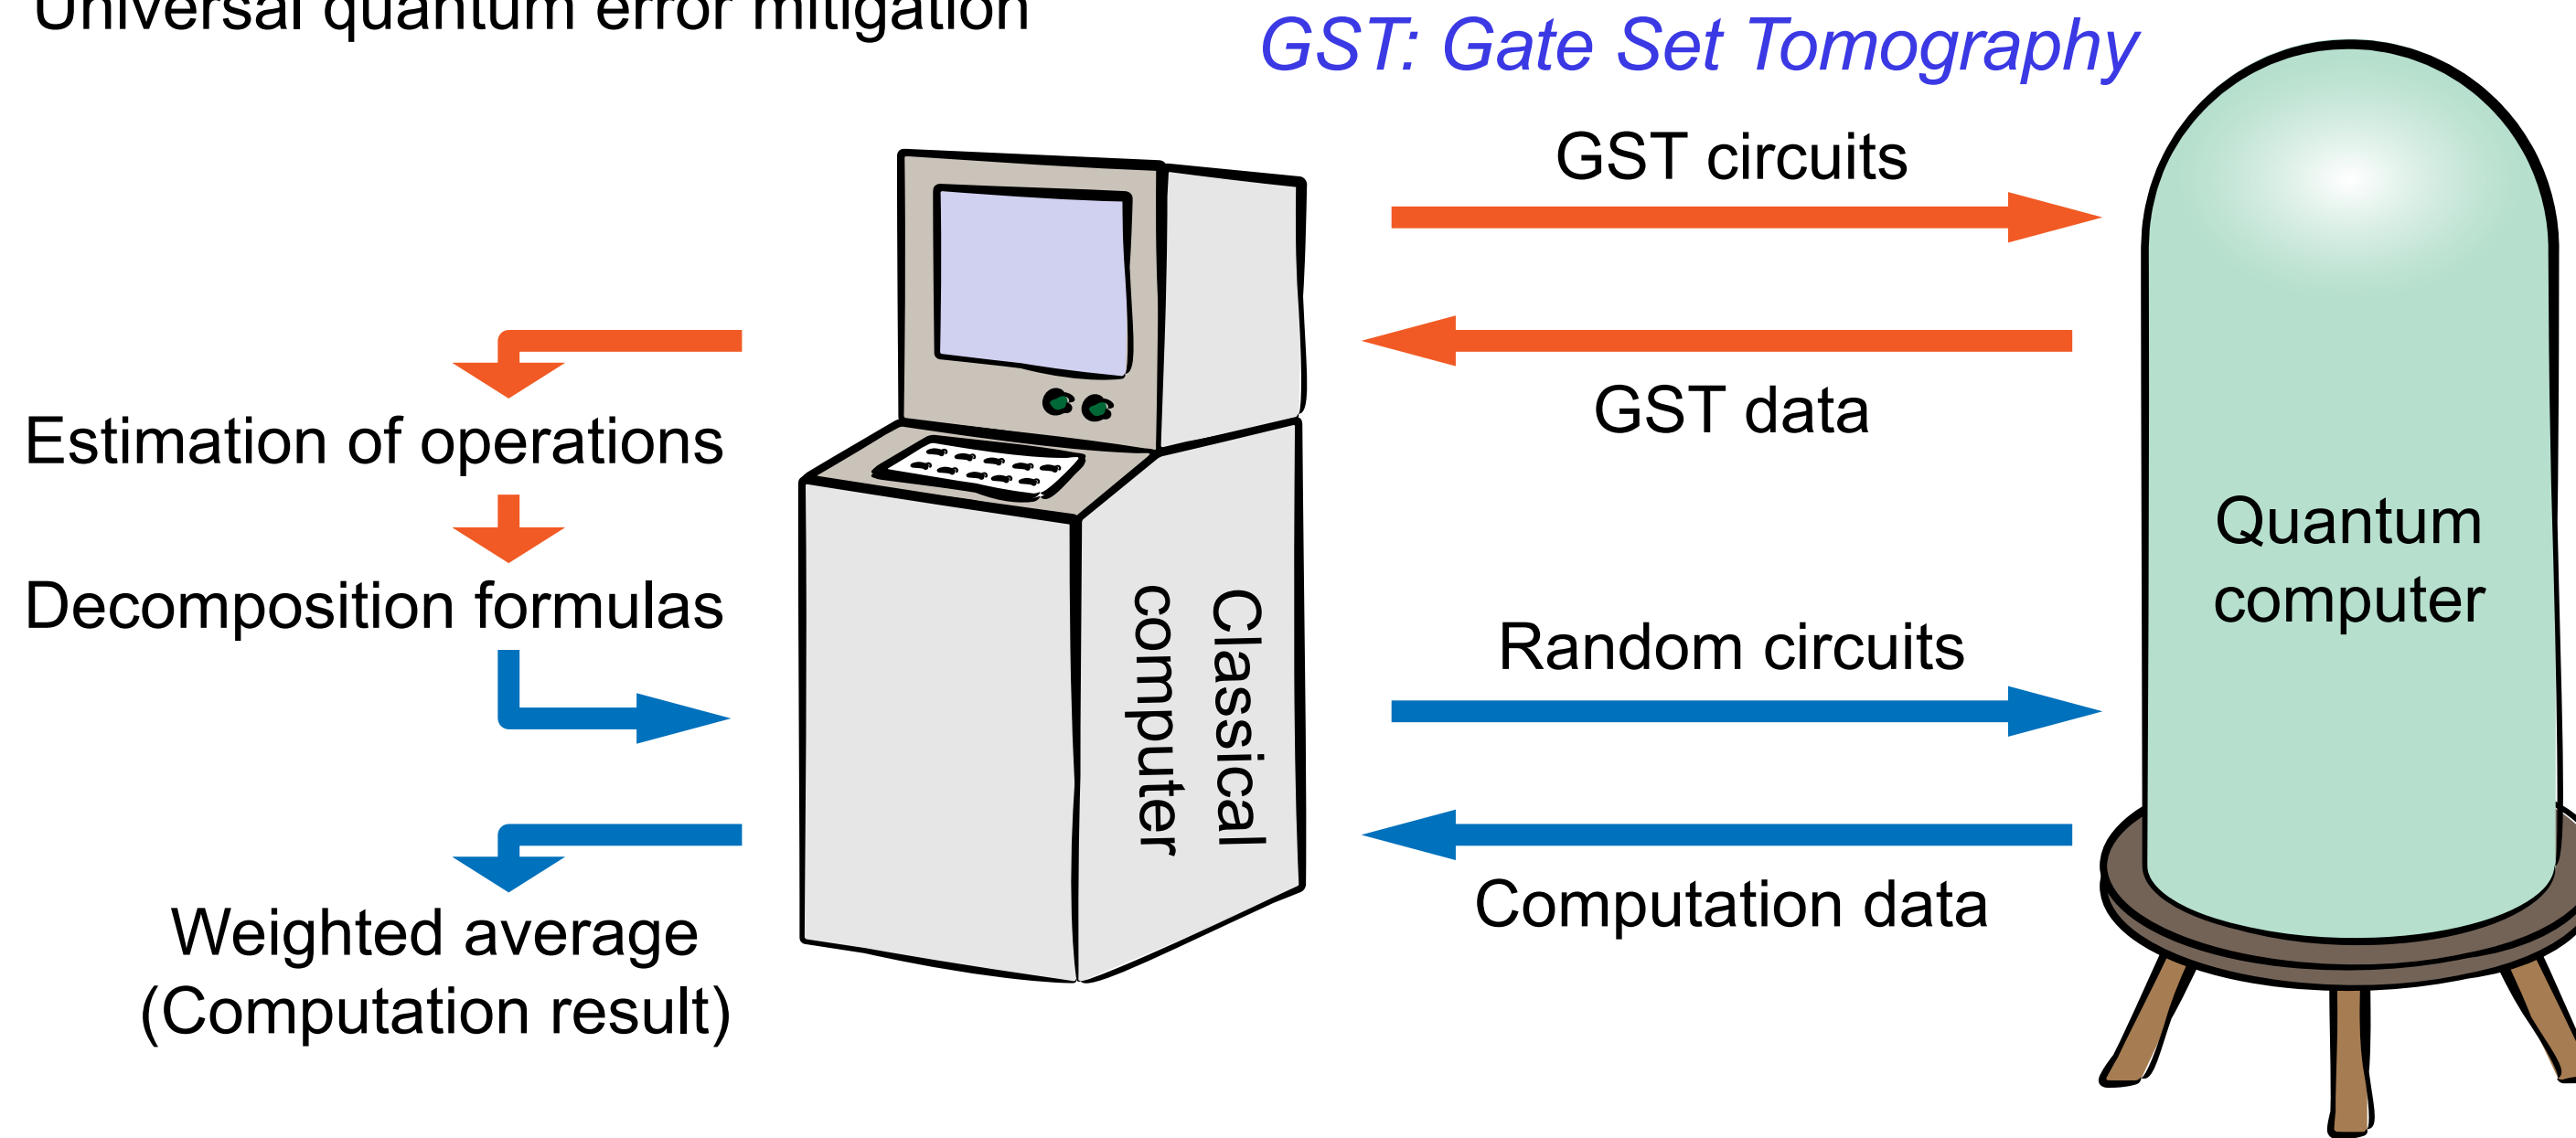 Universal quantum error mitigation
GST: Gate Set Tomography
GST circuits
GST data
Estimation of operations
Decomposition formulas
Quantum
computer
Classical
computer
Random circuits
Computation data
Weighted average
(Computation result)